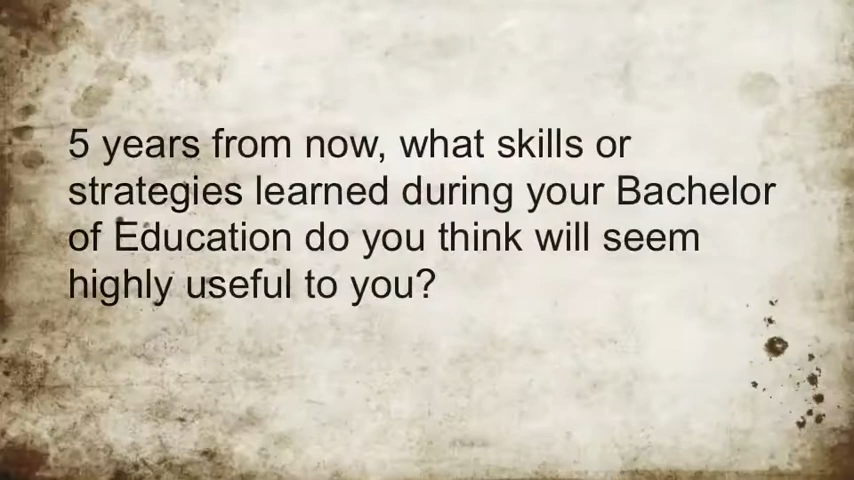 5 years from now, what skills or
strategies learned during your Bachelor
of Education do you think will seem
highly useful to you?